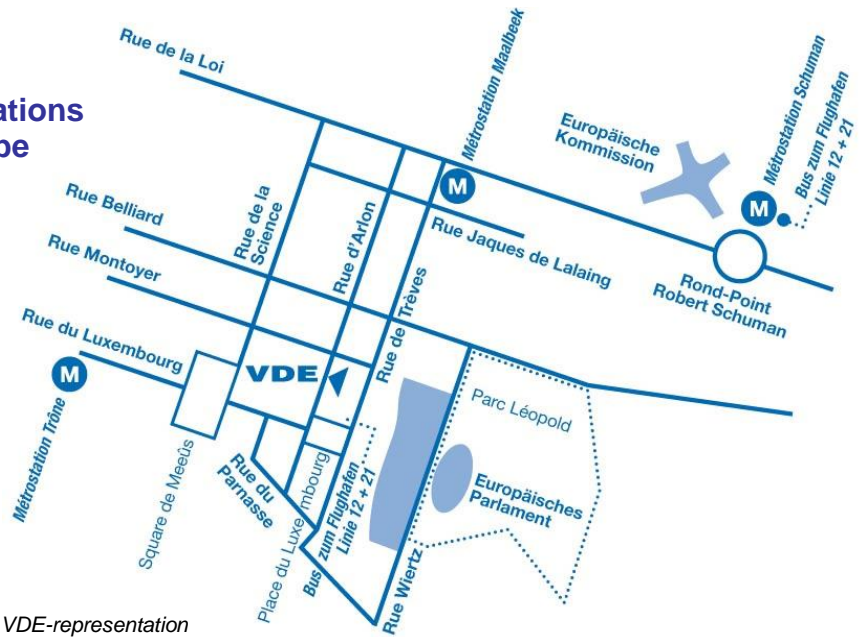 Rue de la Loi
ations
pe
Métrostation Maalbeek
Europäische
Kommission
Métrostation Schuman
Bus zum Flughafen
Linie 12 + 21
M
M
Rue Belliard
Rue de la
Science
Rue d'Arlon
Rue Jaques de Lalaing
Rue Montoyer
Rond-Point
Robert Schuman
Rue du Luxembourg
Rue de Trèves
VDE
M
Métrostation Trône
Parc Léopold
Square de Meeûs
Rue du
Parnasse
Place du Luxembourg
Bus zum Flughafen
Linie 12 + 21
Europäisches
Parlament
Rue Wiertz
VDE-representation